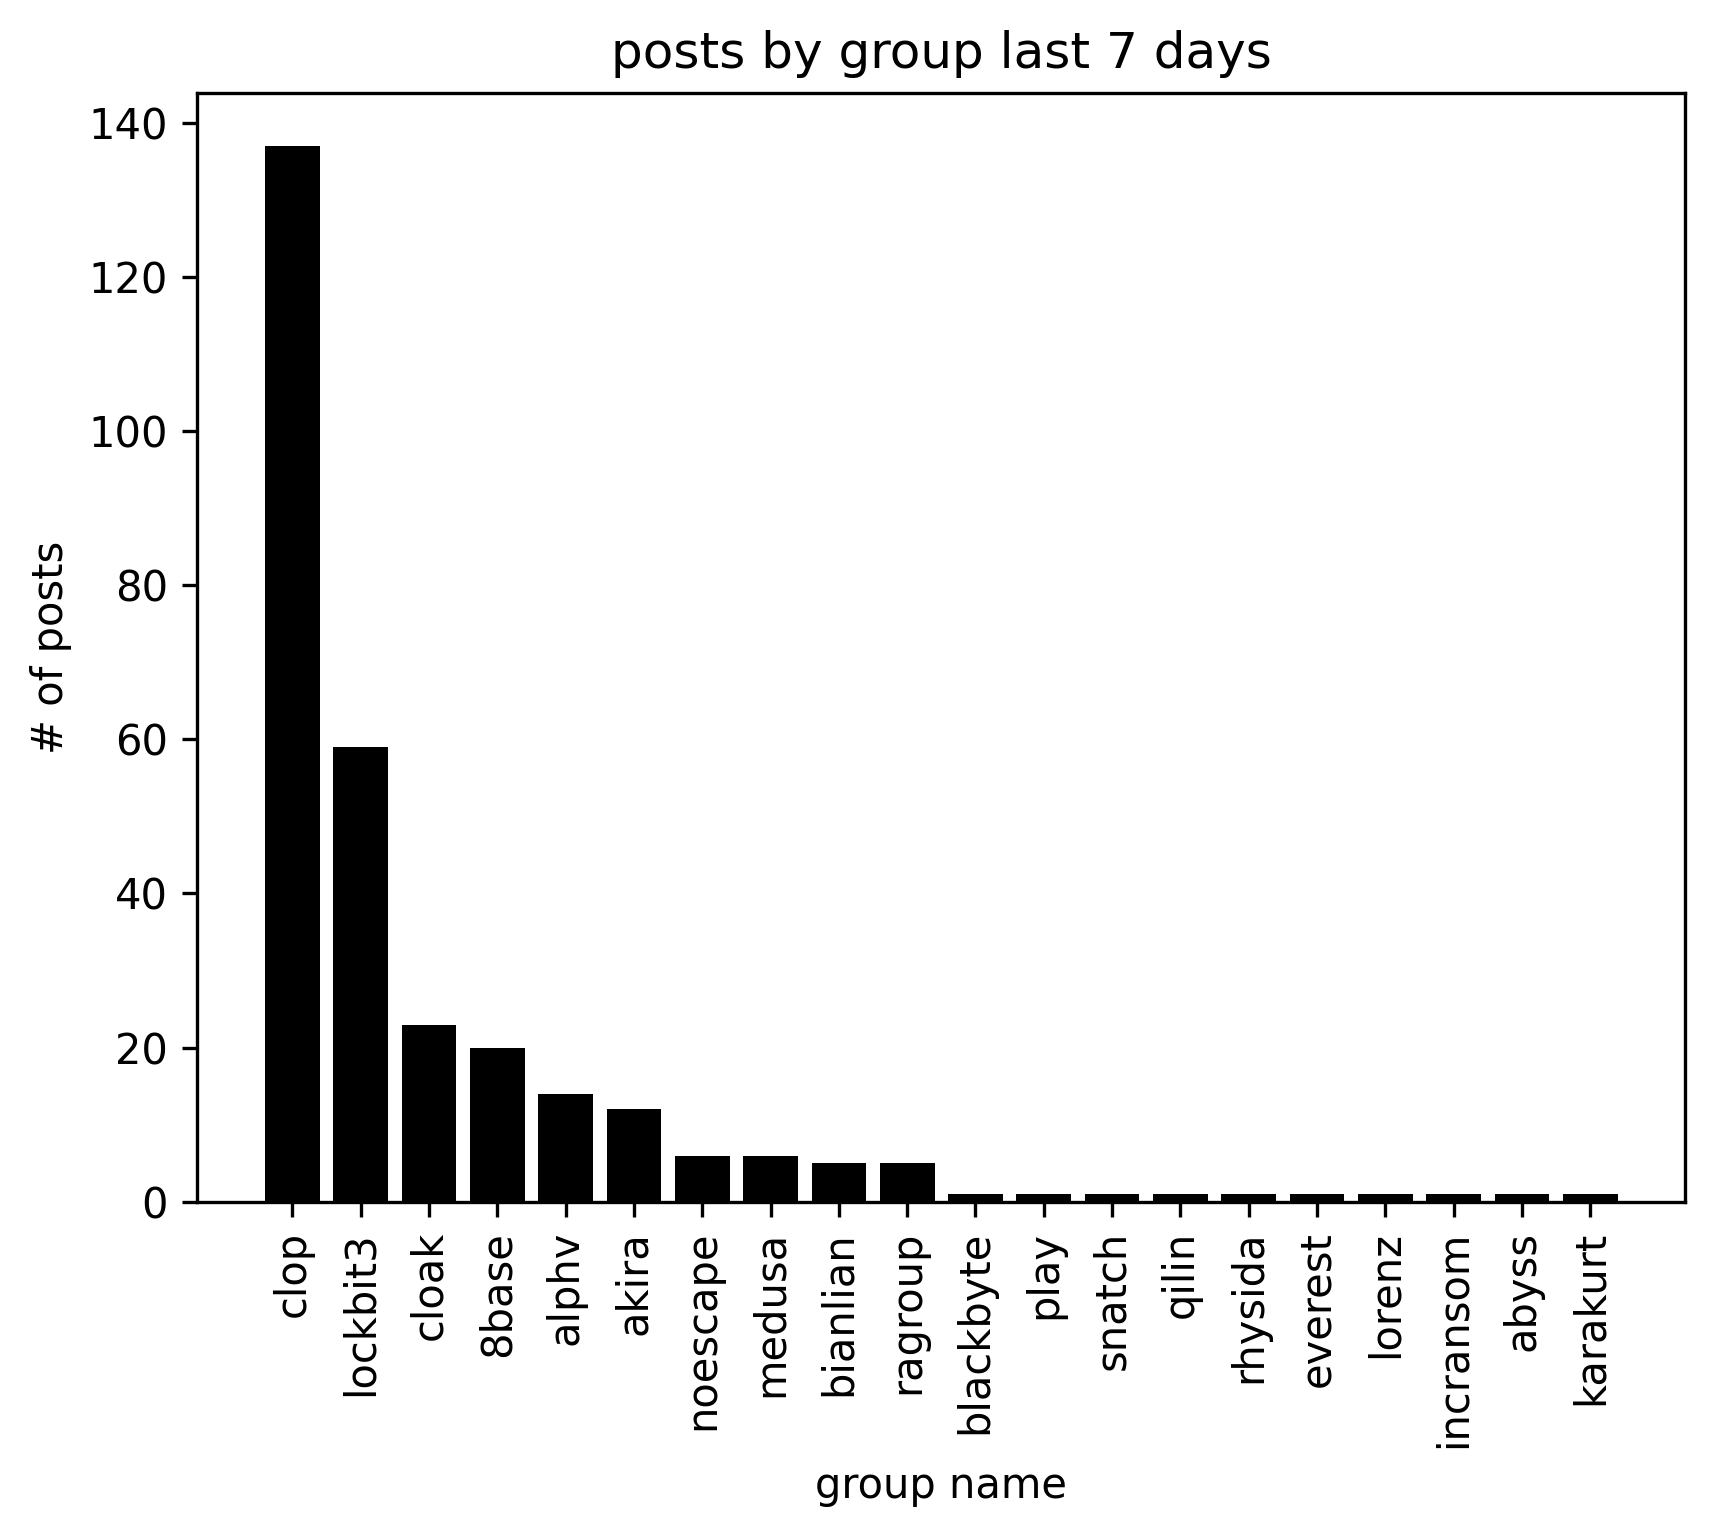 posts by group last 7 days
# of posts
140
120
100
80
60
40
20
0
clop
lockbit3
cloak
8base
alphv
akira
noescape
medusa
bianlian
ragroup
blackbyte
play
snatch
qilin
rhysida
everest
lorenz
incransom
abyss
karakurt
group name